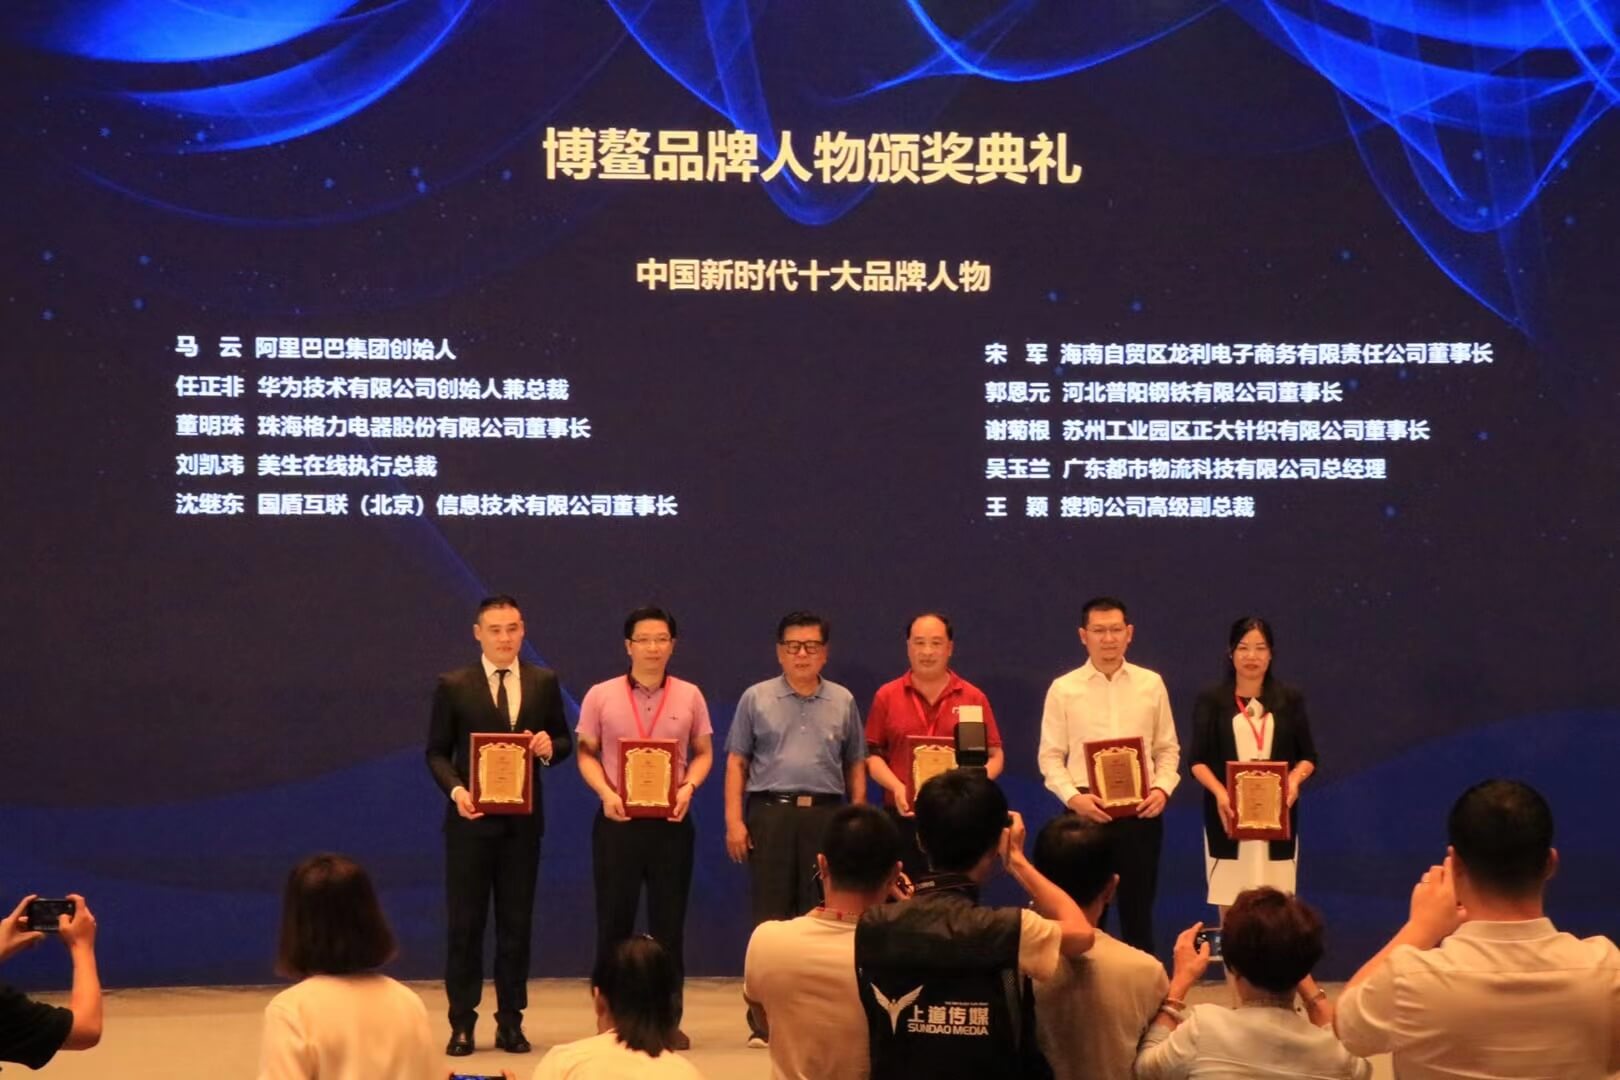 博鳌品牌人物颁奖典礼
中国新时代十大品牌人物
马 云 阿里巴巴集团创始人
任正非 华为技术有限公司创始人兼总裁
董明珠 珠海格力电器股份有限公司董事长
刘凯玮 美生在线执行总裁
沈继东 国盾互联（北京）信息技术有限公司董事长
宋 军 海南自贸区龙利电子商务有限责任公司董事长
郭恩元 河北普阳钢铁有限公司董事长
谢菊根 苏州工业园区正大针织有限公司董事长
吴玉兰 广东都市物流科技有限公司总经理
王 颖 搜狗公司高级副总裁
上道传媒
SUNDAO MEDIA